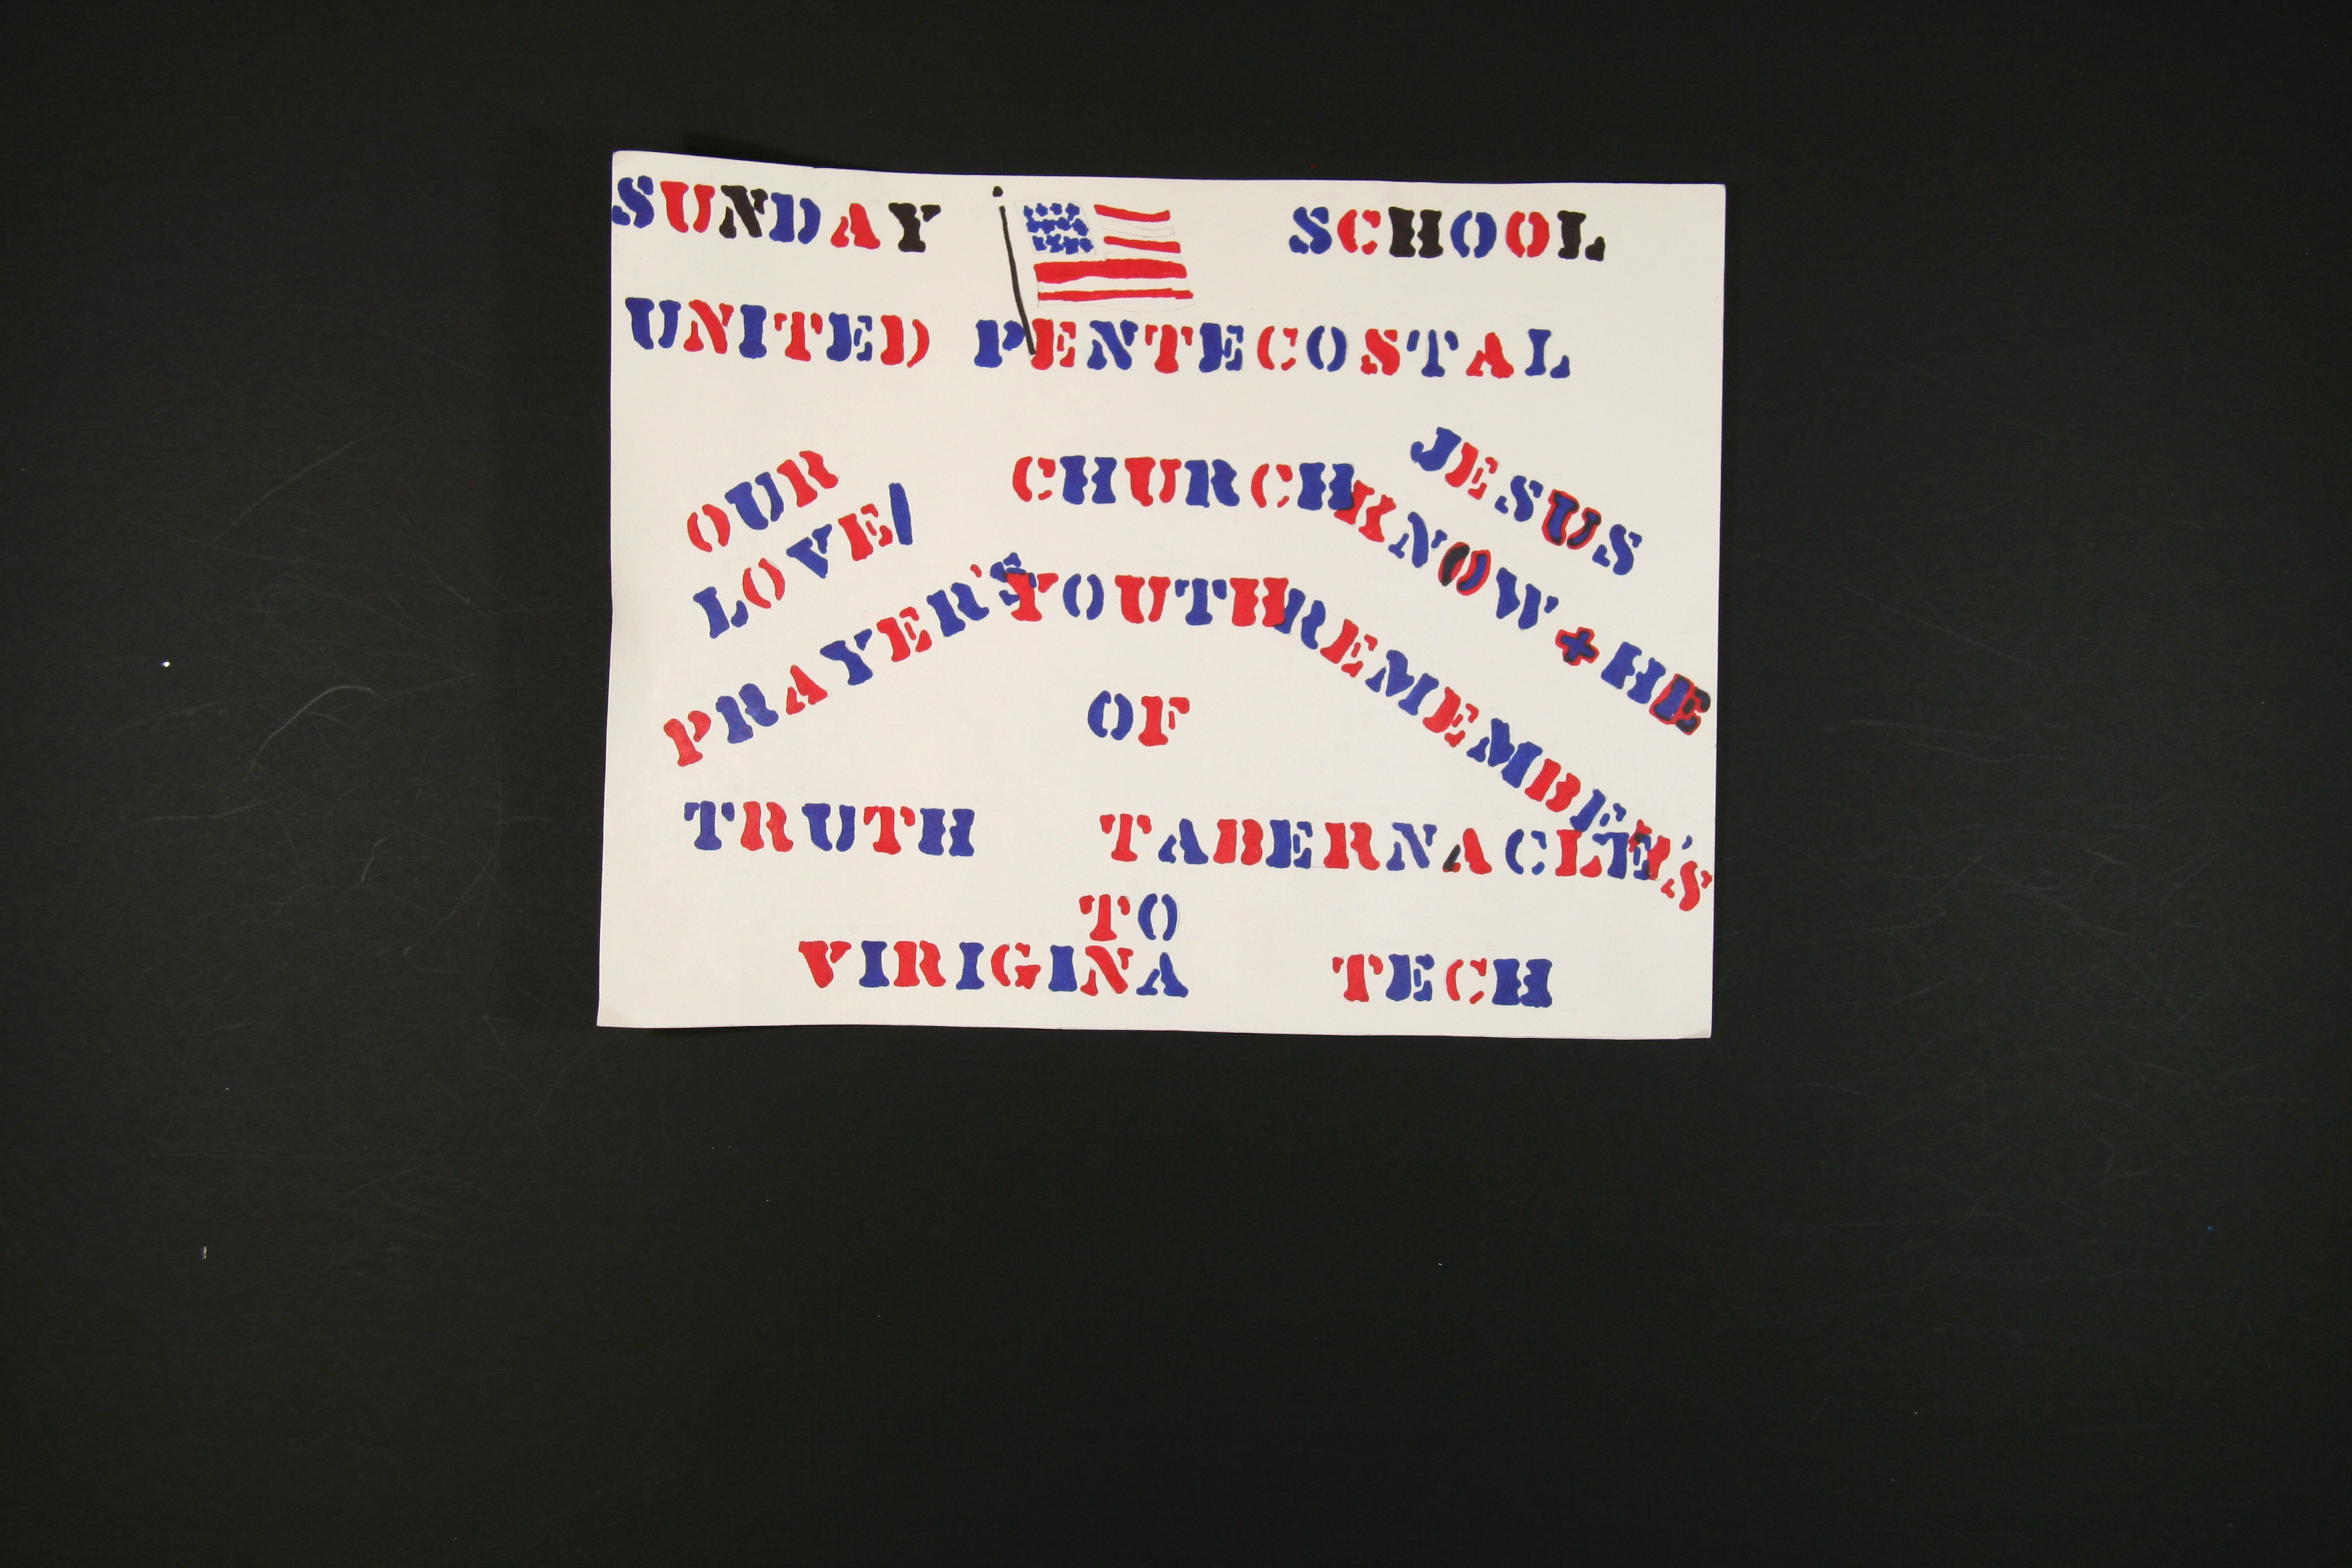 SUNDAY SCHOOL
UNITED PENTECOSTAL
CHURCH
YOUTH
OF
TRUTH TABERNACLE
TO
VIRIGINA TECH
OUR
LOVE/
PRAYER'S
JESUS
KNOW + HE
REMEMBER'S